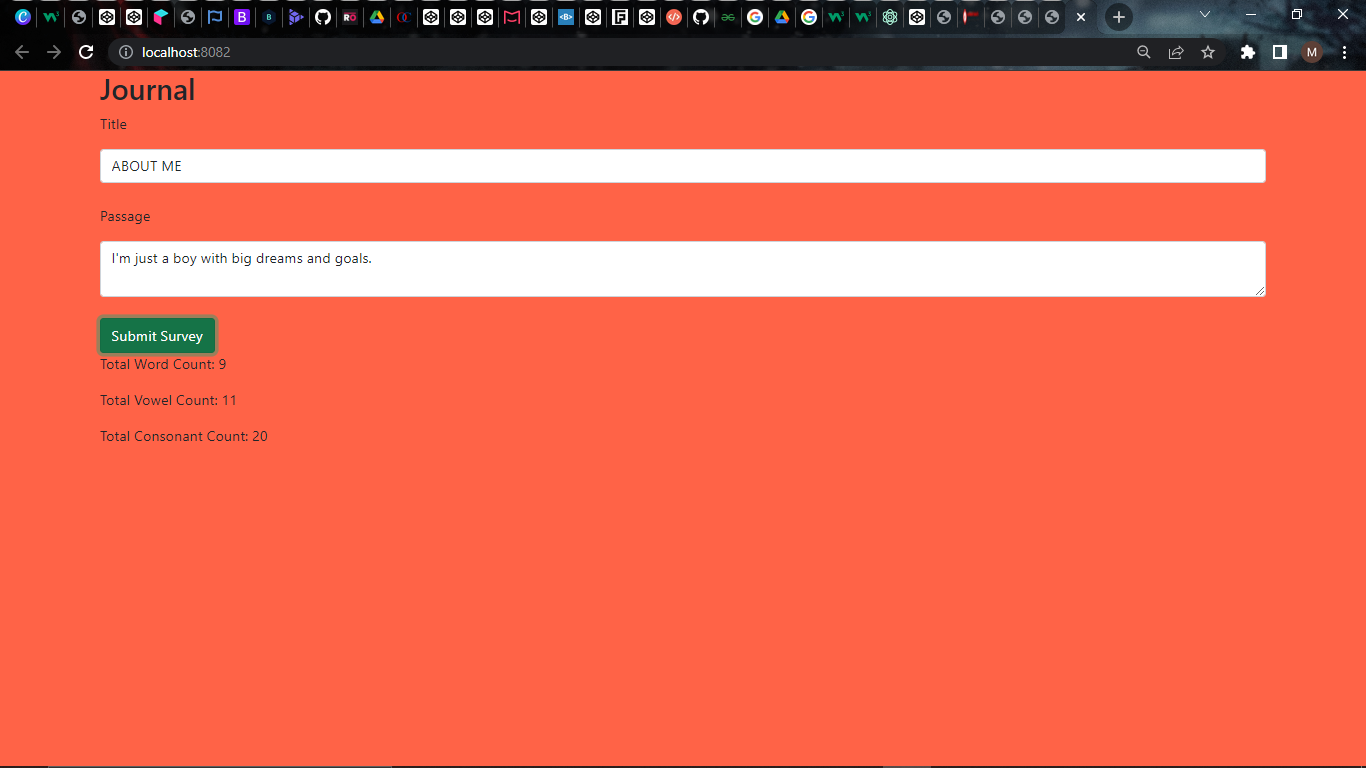 localhost:8082
M
Journal
Title
ABOUT ME
Passage
I'm just a boy with big dreams and goals.
Submit Survey
Total Word Count: 9
Total Vowel Count: 11
Total Consonant Count: 20